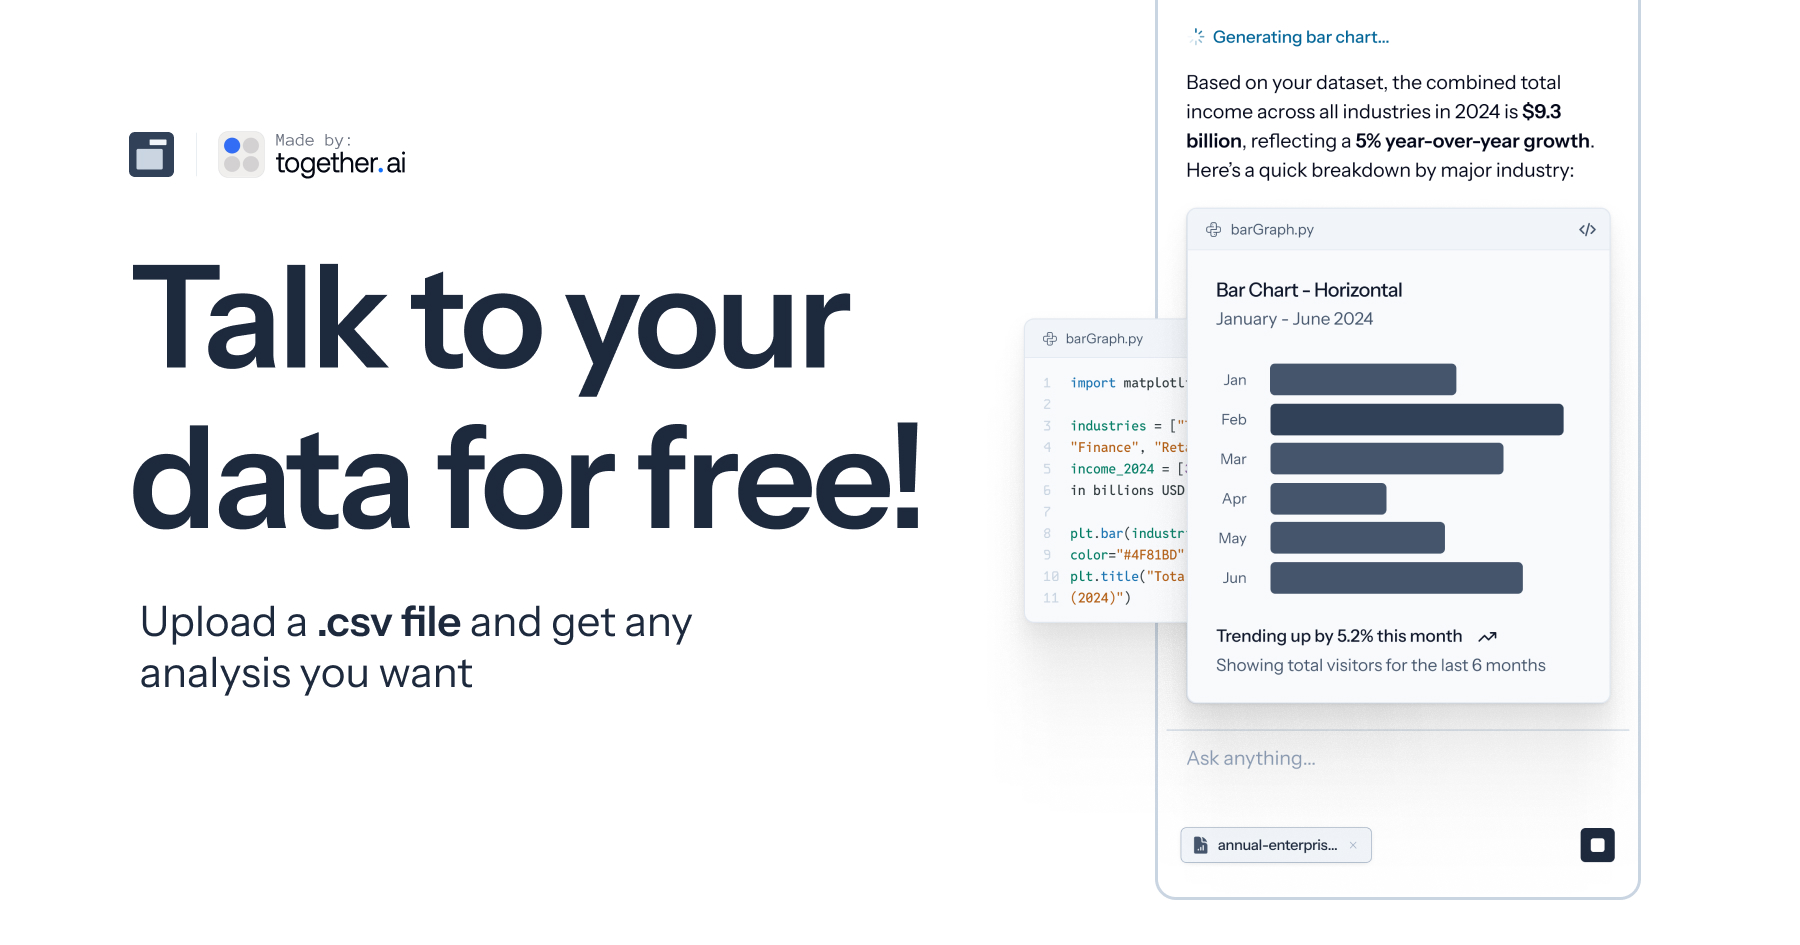 Made by:
together.ai
Talk to your
data for free!
Upload a .csv file and get any
analysis you want
Generating bar chart...
Based on your dataset, the combined total
income across all industries in 2024 is $9.3
billion, reflecting a 5% year-over-year growth.
Here's a quick breakdown by major industry:
barGraph.py
1 import matplotl
2
3 industries = ["
4 "Finance", "Ret
5 income_2024 = [
6 in billions USD
7
8 plt.bar(industr
9 color="#4F81BD"
10 plt.title("Tota
11 (2024)")
barGraph.py
</>
Bar Chart - Horizontal
January - June 2024
Jan
Feb
Mar
Apr
May
Jun
Trending up by 5.2% this month
Showing total visitors for the last 6 months
Ask anything...
annual-enterpris... ×